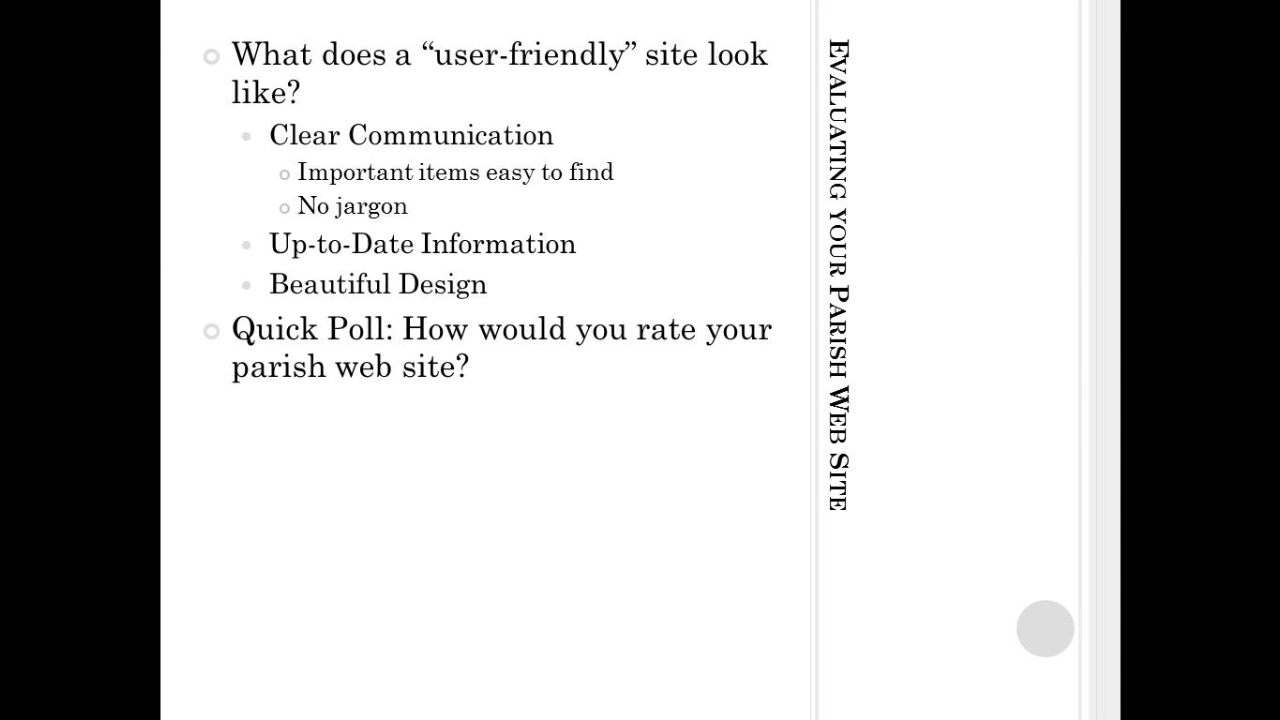 What does a “user-friendly” site look
like?
Clear Communication
Important items easy to find
No jargon
Up-to-Date Information
Beautiful Design
Quick Poll: How would you rate your
parish web site?
Evaluating your Parish Web Site